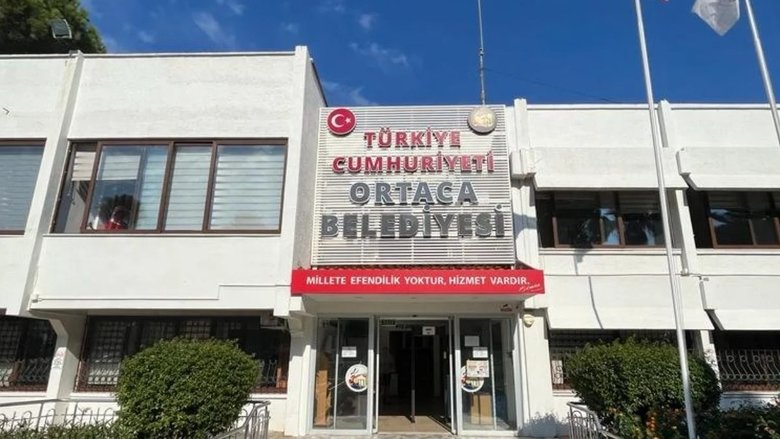 TÜRKİYE
CUMHURİYETİ
ORTACA
BELEDİYESİ
MİLLETE EFENDİLİK YOKTUR, HİZMET VARDIR.